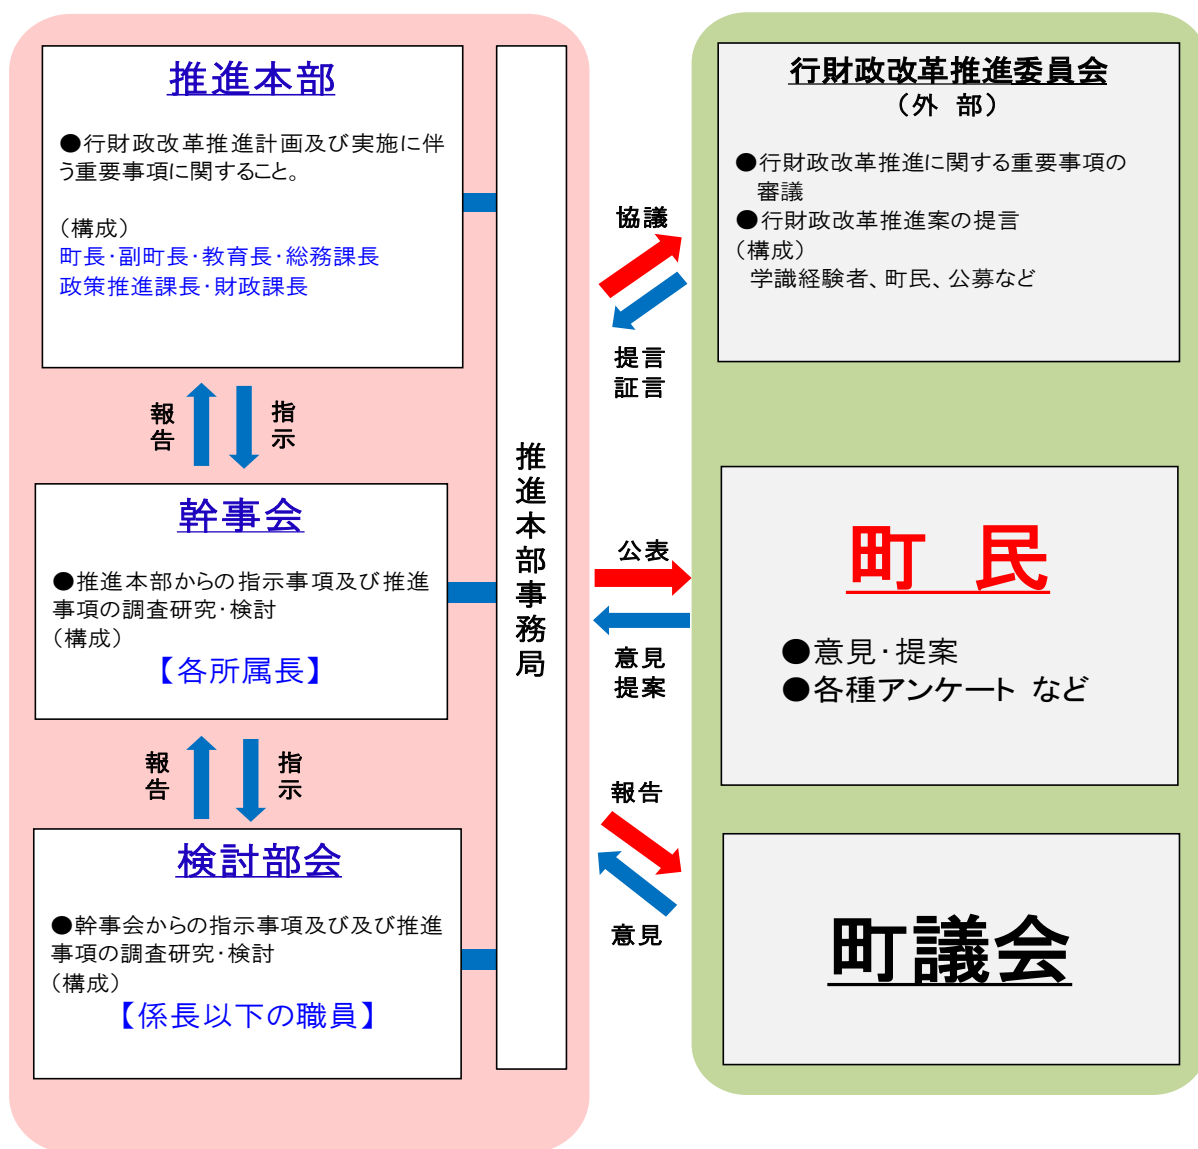 推進本部
●行財政改革推進計画及び実施に伴
う重要事項に関すること。
（構成）
町長・副町長・教育長・総務課長
政策推進課長・財政課長
報告
指示
幹事会
●推進本部からの指示事項及び推進
事項の調査研究・検討
（構成）
【各所属長】
報告
指示
検討部会
●幹事会からの指示事項及び及び推進
事項の調査研究・検討
（構成）
【係長以下の職員】
推進本部事務局
協議
提言
証言
公表
意見
提案
報告
意見
行財政改革推進委員会
（外 部）
●行財政改革推進に関する重要事項の
審議
●行財政改革推進案の提言
（構成）
学識経験者、町民、公募など
町 民
●意見・提案
●各種アンケート など
町議会